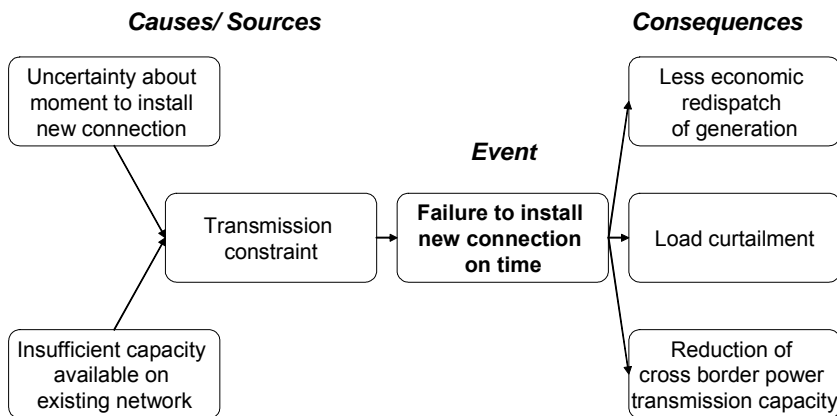 Causes/ Sources
Consequences
Uncertainty about
moment to install
new connection
Less economic
redispatch
of generation
Event
Transmission
constraint
Failure to install
new connection
on time
Load curtailment
Insufficient capacity
available on
existing network
Reduction of
cross border power
transmission capacity